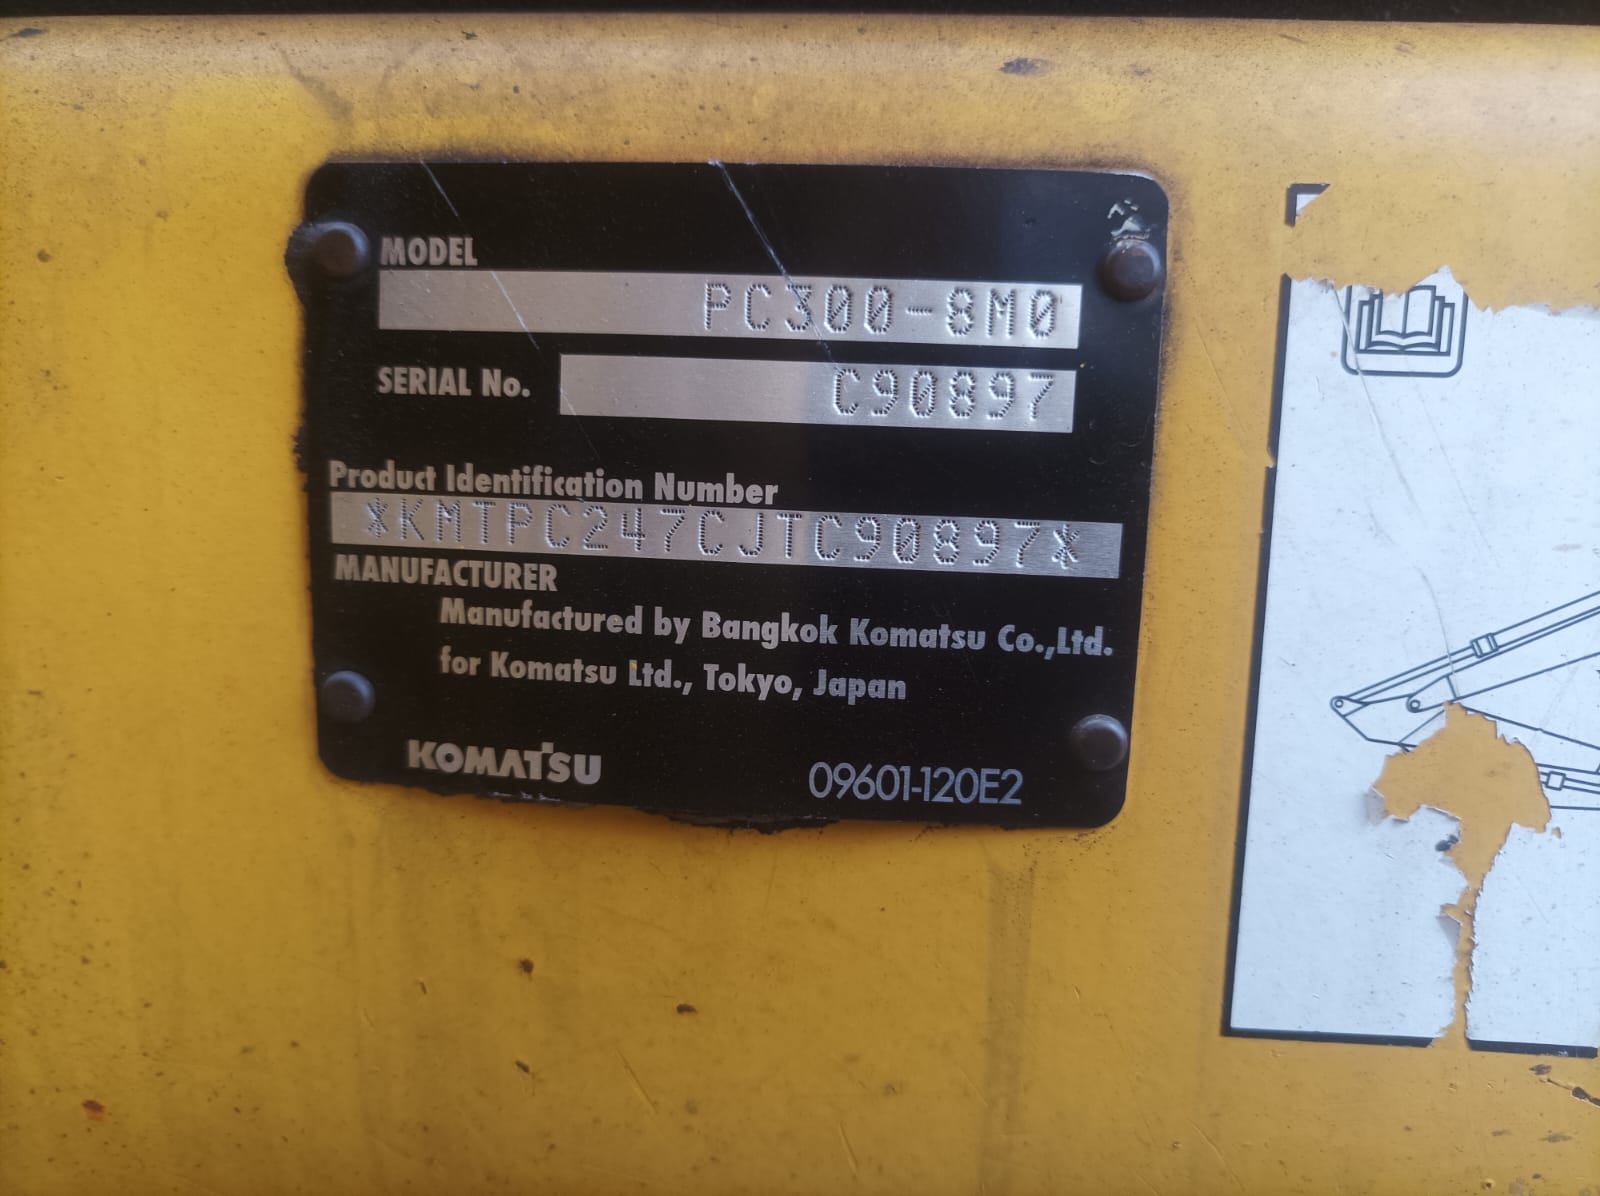 MODEL
PC300-8M0
SERIAL No.
C90897
Product Identification Number
*KMTPC247CJTC90897*
MANUFACTURER
Manufactured by Bangkok Komatsu Co.,Ltd.
for Komatsu Ltd., Tokyo, Japan
KOMATSU
09601-120E2